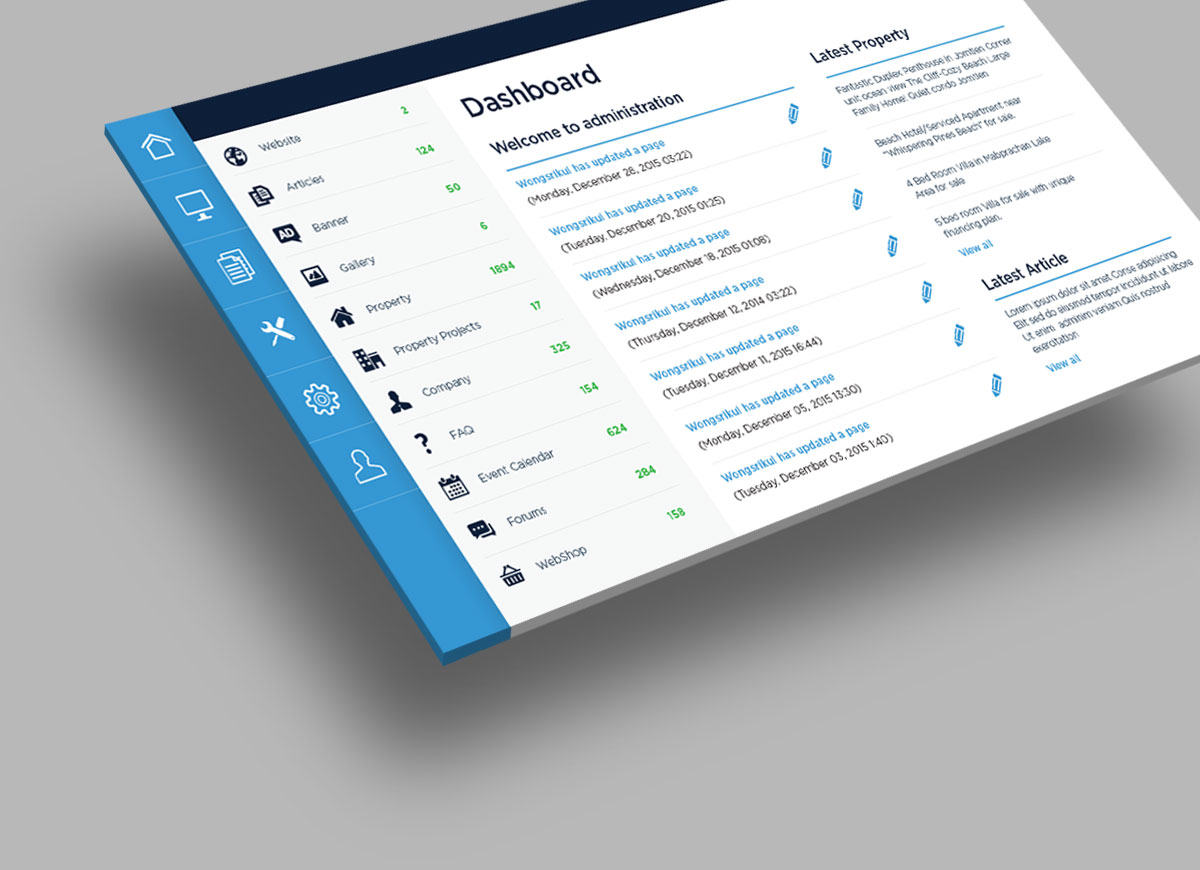 Website 2
Articles 124
AD
Banner 50
Gallery 6
Property 1894
Property Projects 17
Company 325
FAQ 154
Event Calendar 624
Forums 284
WebShop 158
Dashboard
Welcome to administration
Wongsrikul has updated a page
(Monday, December 28, 2015 03:22)
Wongsrikul has updated a page
(Tuesday, December 20, 2015 01:25)
Wongsrikul has updated a page
(Wednesday, December 18, 2015 01:08)
Wongsrikul has updated a page
(Thursday, December 12, 2014 03:22)
Wongsrikul has updated a page
(Tuesday, December 11, 2015 16:44)
Wongsrikul has updated a page
(Monday, December 05, 2015 13:30)
Wongsrikul has updated a page
(Tuesday, December 03, 2015 1:40)
Latest Property
Fantastic Duplex Penthouse in Jomtien Corner
unit ocean view The Cliff-Cozy Beach Large
Family Home: Quiet condo Jomtien
Beach Hotel/Serviced Apartment near
"Whispering Pines Beach" for sale.
4 Bed Room Villa in Mabprachan Lake
Area for sale
5 bed room Villa for sale with unique
financing plan.
View all
Latest Article
Lorem ipsum dolor sit amet Conse adipiscing
Elit sed do eiusmod tempor incididunt ut labore
Ut enim adminim veniam Quis nostrud
exercitation
View all